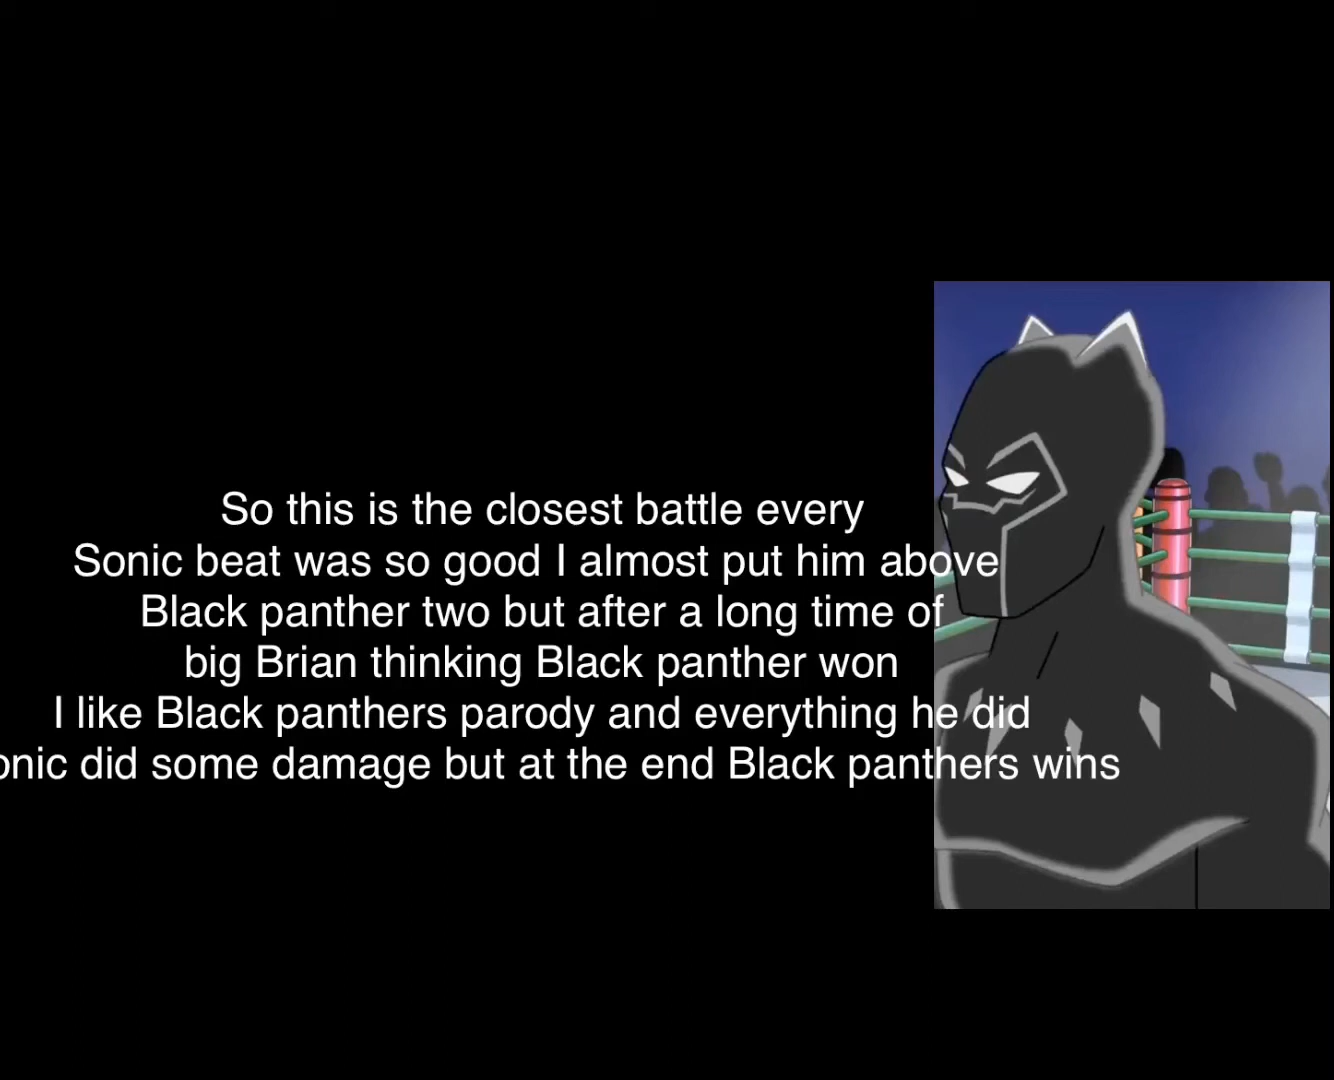 So this is the closest battle every
Sonic beat was so good I almost put him above
Black panther two but after a long time of
big Brian thinking Black panther won
I like Black panthers parody and everything he did
onic did some damage but at the end Black panthers wins